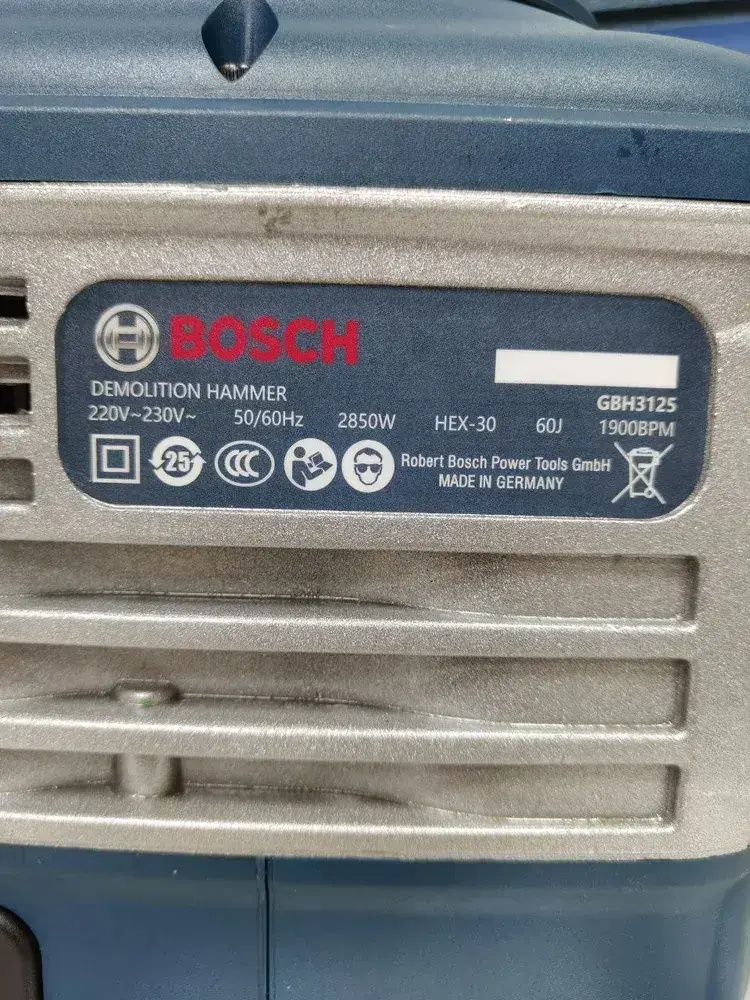 BOSCH
DEMOLITION HAMMER
GBH3125
220V~230V~ 50/60Hz 2850W HEX-30 60J 1900BPM
25
CCC
Robert Bosch Power Tools GmbH
MADE IN GERMANY